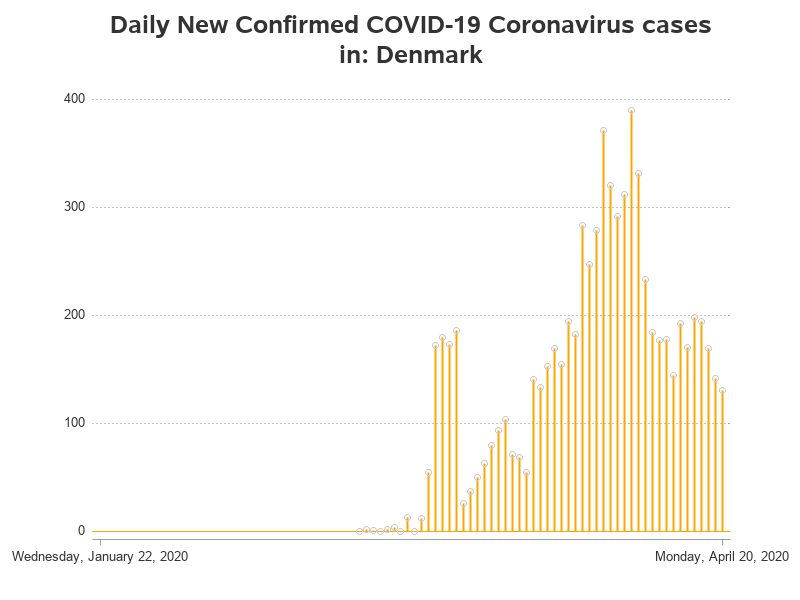 Daily New Confirmed COVID-19 Coronavirus cases
in: Denmark
400
300
200
100
0
Wednesday, January 22, 2020
Monday, April 20, 2020